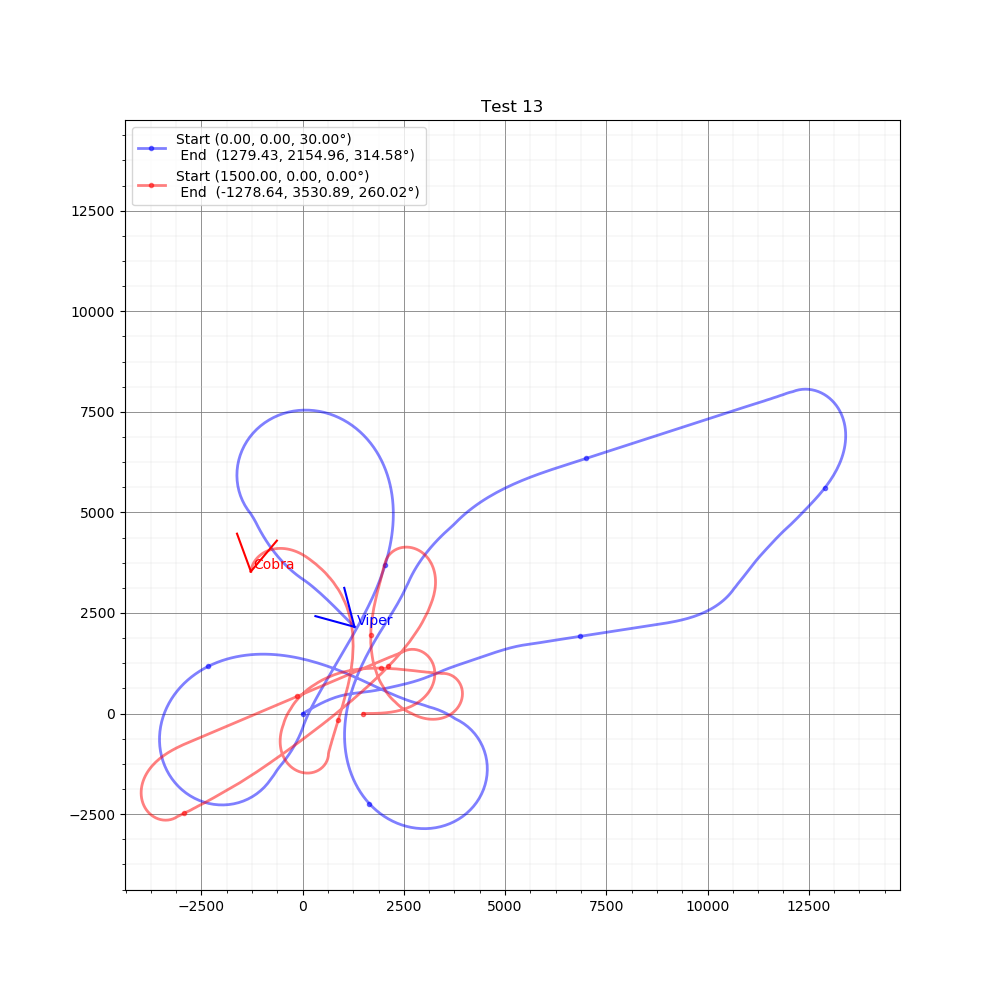 Test 13
Start (0.00, 0.00, 30.00°)
End (1279.43, 2154.96, 314.58°)
Start (1500.00, 0.00, 0.00°)
End (-1278.64, 3530.89, 260.02°)
12500
10000
7500
5000
2500
0
−2500
Cobra
Viper
−2500 0 2500 5000 7500 10000 12500